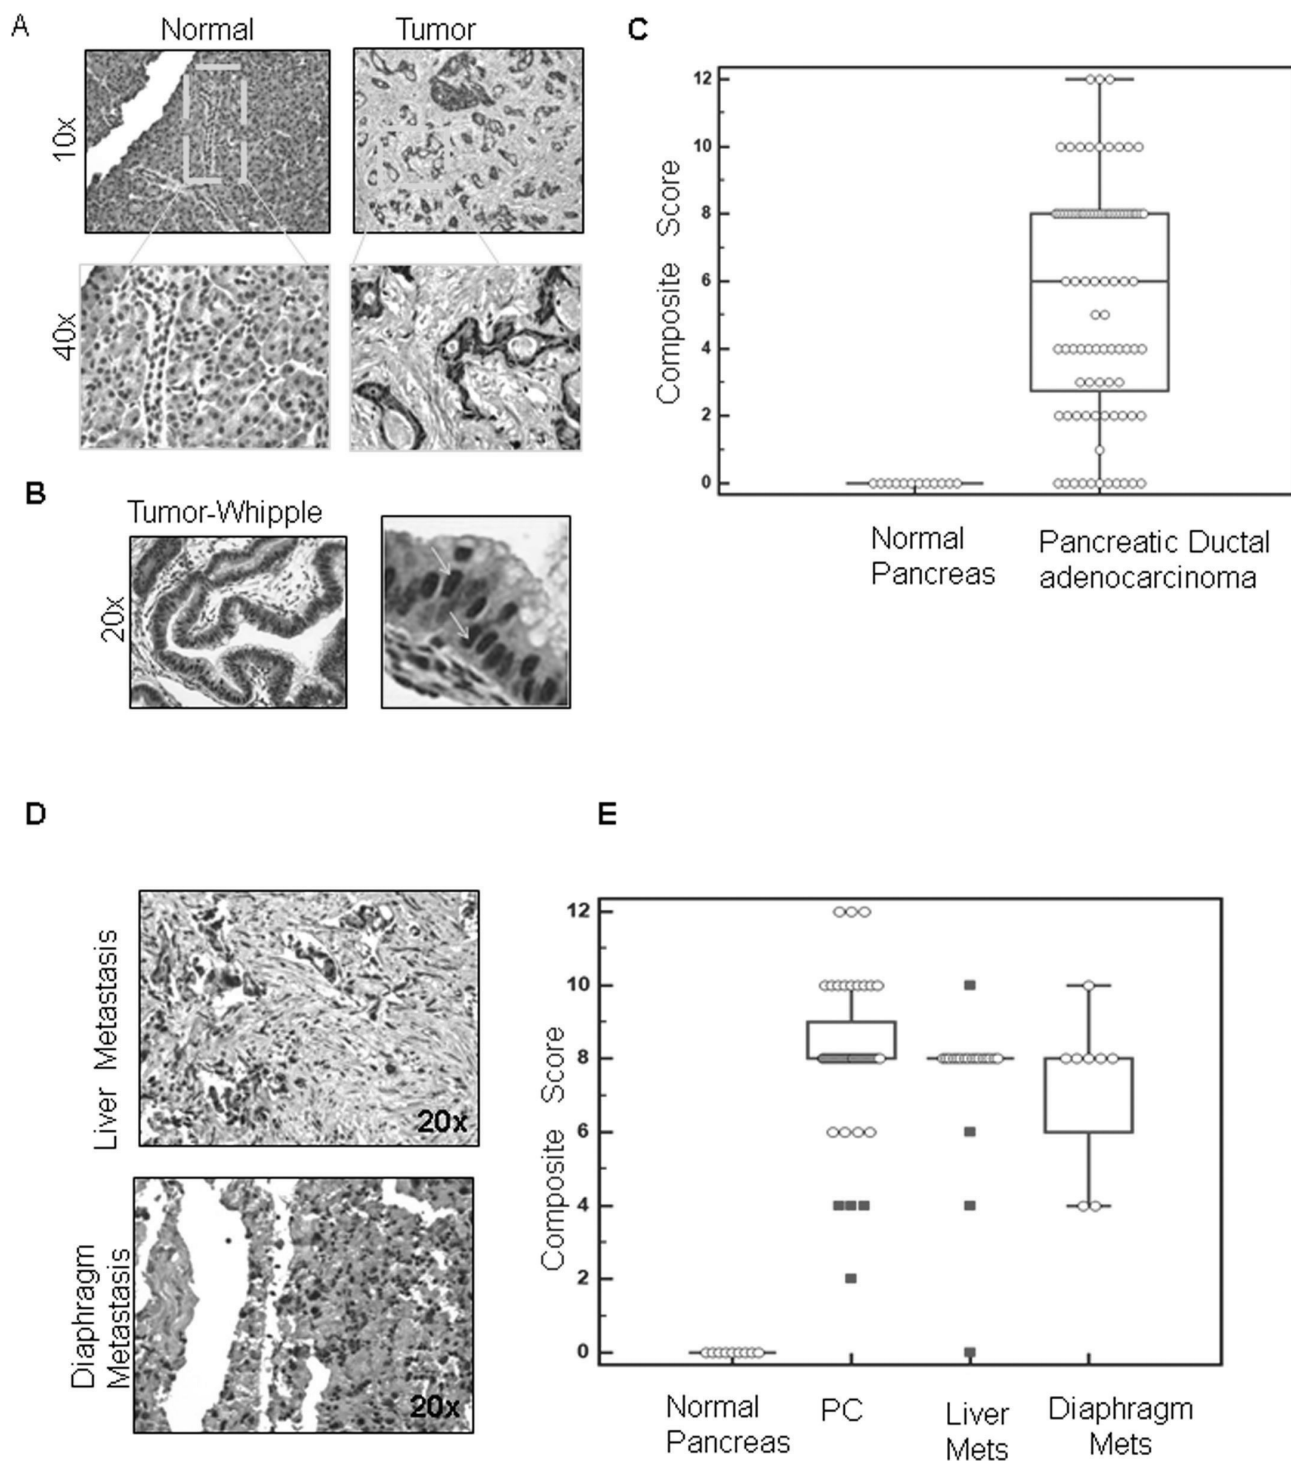 A
Normal
Tumor
10x
40x
B
Tumor-Whipple
20x
C
Composite Score
12
10
8
6
4
2
0
Normal
Pancreas
Pancreatic Ductal
adenocarcinoma
D
Liver Metastasis
20x
Diaphragm
Metastasis
20x
E
Composite Score
12
10
8
6
4
2
0
Normal
Pancreas
PC
Liver
Mets
Diaphragm
Mets